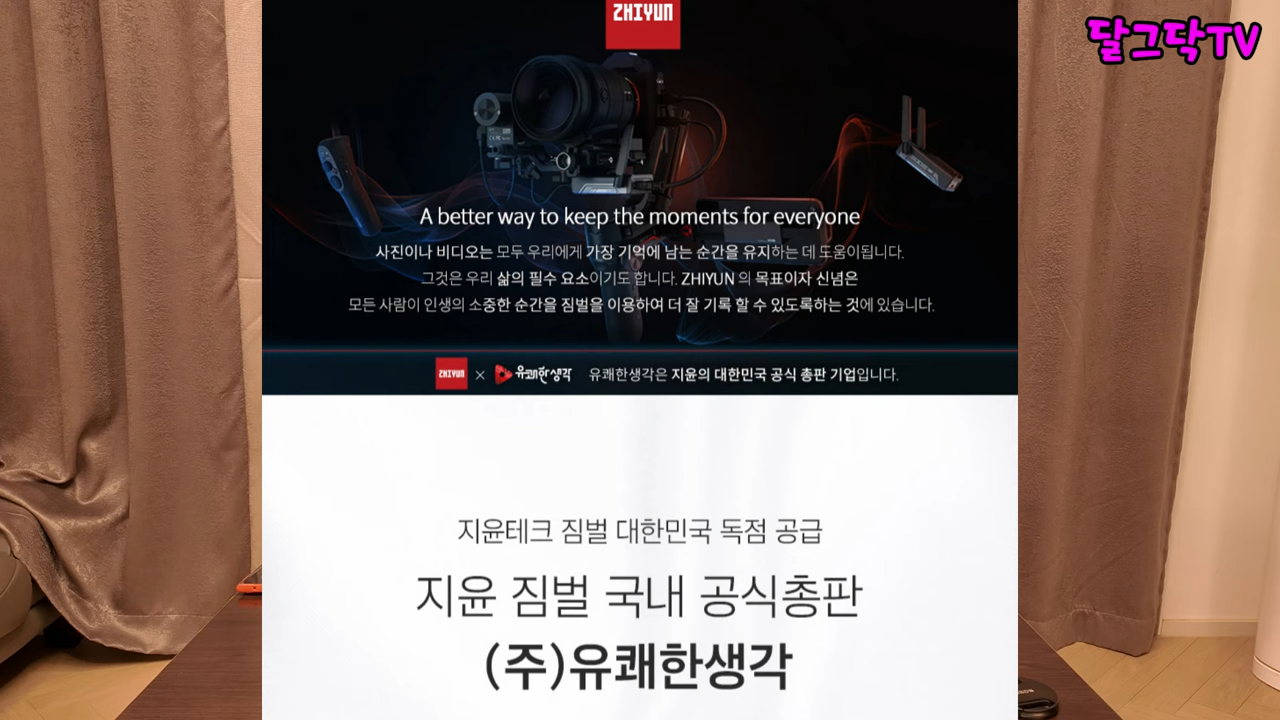 ZHIYUN
달그닥TV
A better way to keep the moments for everyone
사진이나 비디오는 모두 우리에게 가장 기억에 남는 순간을 유지하는 데 도움이됩니다.
그것은 우리 삶의 필수 요소이기도 합니다. ZHIYUN 의 목표이자 신념은
모든 사람이 인생의 소중한 순간을 짐벌을 이용하여 더 잘 기록 할 수 있도록하는 것에 있습니다.
ZHIYUN × 유쾌한생각 유쾌한생각은 지윤의 대한민국 공식 총판 기업입니다.
지윤테크 짐벌 대한민국 독점 공급
지윤 짐벌 국내 공식총판
(주)유쾌한생각